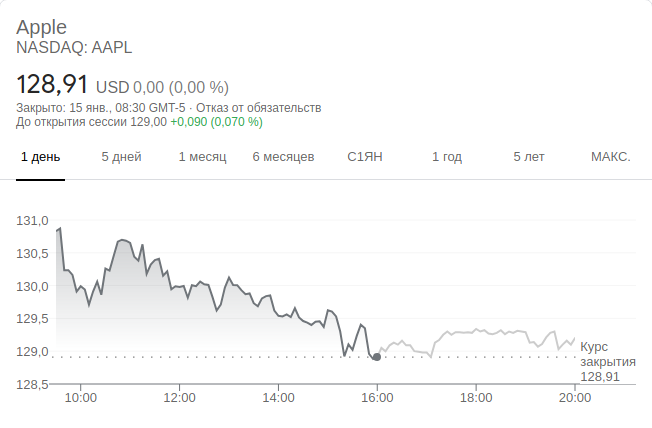 Apple
NASDAQ: AAPL
128,91 USD 0,00 (0,00 %)
Закрыто: 15 янв., 08:30 GMT-5 · Отказ от обязательств
До открытия сессии 129,00 +0,090 (0,070 %)
1 день 5 дней 1 месяц 6 месяцев С1ЯН 1 год 5 лет МАКС.
131,0
130,5
130,0
129,5
129,0
Курс
закрытия
128,91
128,5
10:00 12:00 14:00 16:00 18:00 20:00